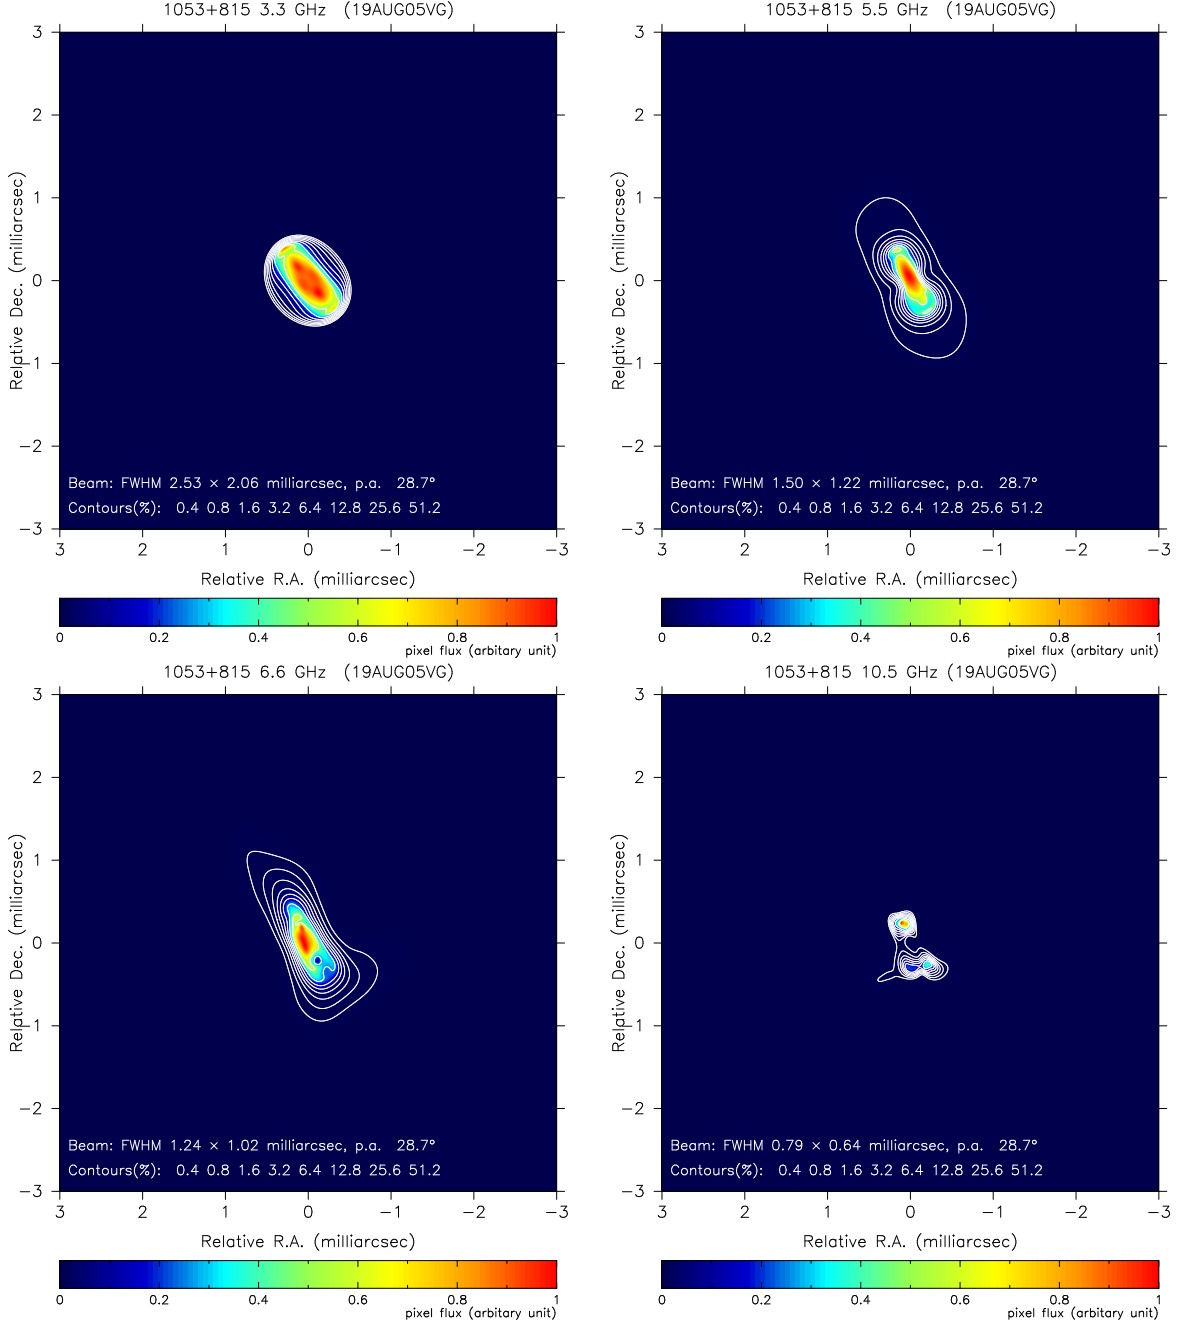 1053+815 3.3 GHz (19AUG05VG)
3
2
1
0
−1
−2
−3
Relative Dec. (milliarcsec)
Beam: FWHM 2.53 × 2.06 milliarcsec, p.a. 28.7°
Contours(%): 0.4 0.8 1.6 3.2 6.4 12.8 25.6 51.2
3 2 1 0 −1 −2 −3
Relative R.A. (milliarcsec)
0 0.2 0.4 0.6 0.8 1
pixel flux (arbitary unit)
1053+815 5.5 GHz (19AUG05VG)
3
2
1
0
−1
−2
−3
Relative Dec. (milliarcsec)
Beam: FWHM 1.50 × 1.22 milliarcsec, p.a. 28.7°
Contours(%): 0.4 0.8 1.6 3.2 6.4 12.8 25.6 51.2
3 2 1 0 −1 −2 −3
Relative R.A. (milliarcsec)
0 0.2 0.4 0.6 0.8 1
pixel flux (arbitary unit)
1053+815 6.6 GHz (19AUG05VG)
3
2
1
0
−1
−2
−3
Relative Dec. (milliarcsec)
Beam: FWHM 1.24 × 1.02 milliarcsec, p.a. 28.7°
Contours(%): 0.4 0.8 1.6 3.2 6.4 12.8 25.6 51.2
3 2 1 0 −1 −2 −3
Relative R.A. (milliarcsec)
0 0.2 0.4 0.6 0.8 1
pixel flux (arbitary unit)
1053+815 10.5 GHz (19AUG05VG)
3
2
1
0
−1
−2
−3
Relative Dec. (milliarcsec)
Beam: FWHM 0.79 × 0.64 milliarcsec, p.a. 28.7°
Contours(%): 0.4 0.8 1.6 3.2 6.4 12.8 25.6 51.2
3 2 1 0 −1 −2 −3
Relative R.A. (milliarcsec)
0 0.2 0.4 0.6 0.8 1
pixel flux (arbitary unit)